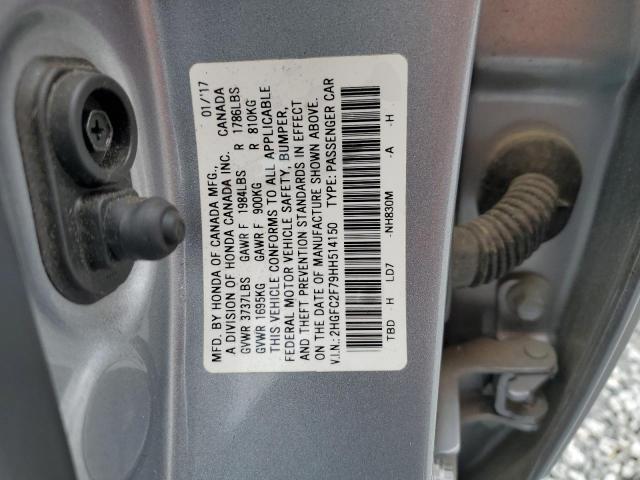 MFD. BY HONDA OF CANADA MFG., 01/17
A DIVISION OF HONDA CANADA INC. CANADA
GVWR 3737LBS GAWR F 1984LBS R 1786LBS
GVWR 1695KG GAWR F 900KG R 810KG
THIS VEHICLE CONFORMS TO ALL APPLICABLE
FEDERAL MOTOR VEHICLE SAFETY, BUMPER,
AND THEFT PREVENTION STANDARDS IN EFFECT
ON THE DATE OF MANUFACTURE SHOWN ABOVE.
V.I.N.: 2HGFC2F79HH514150 TYPE: PASSENGER CAR
TBD - H LD7 -NH830M -A -H